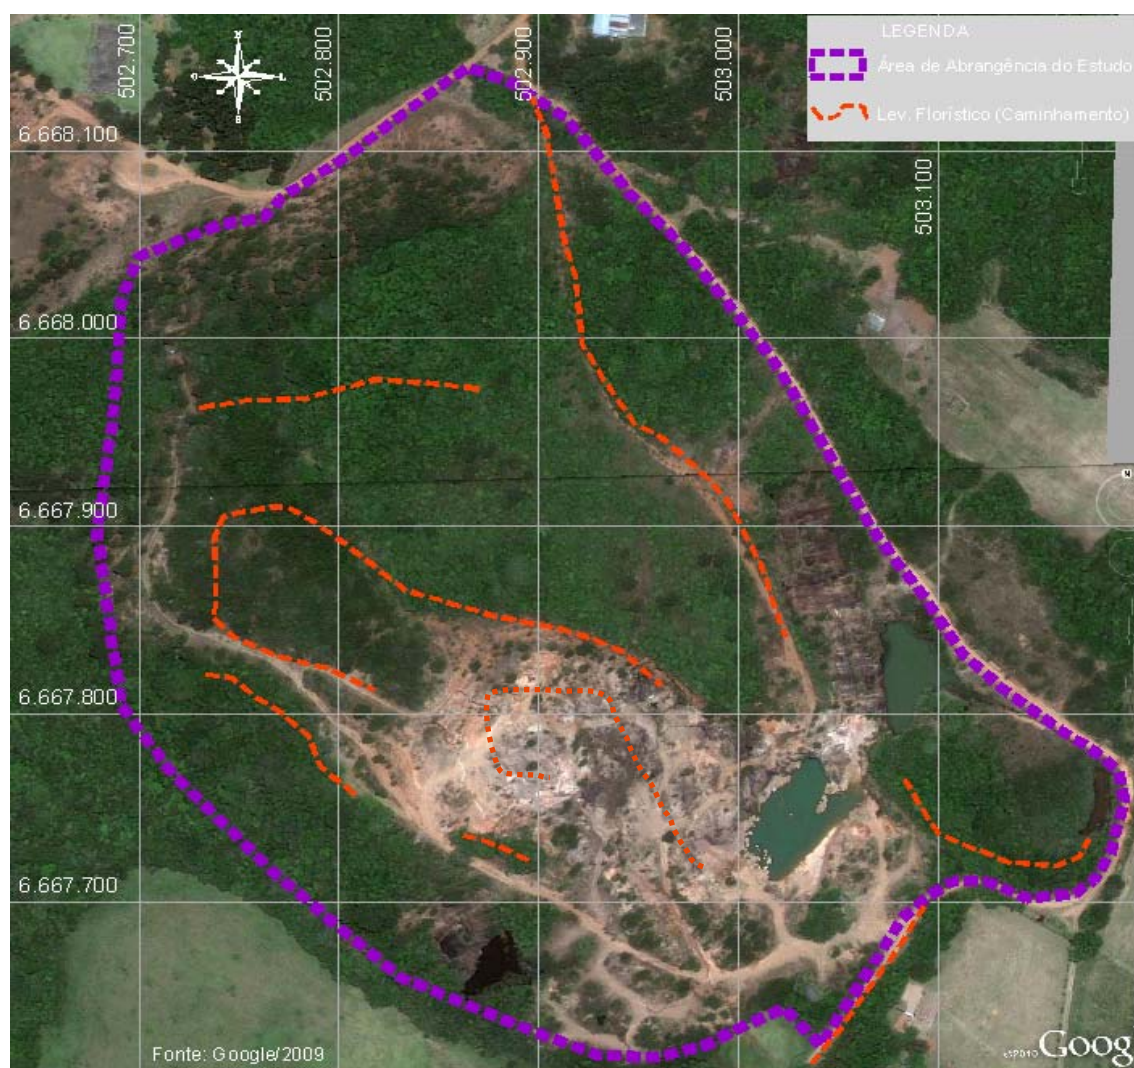 LEGENDA
Área de Abrangência do Estudo
Lev. Florístico (Caminhamento)
502.700
502.800
502.900
503.000
503.100
6.668.100
6.668.000
6.667.900
6.667.800
6.667.700
N
Fonte: Google/2009
©2010 Goog